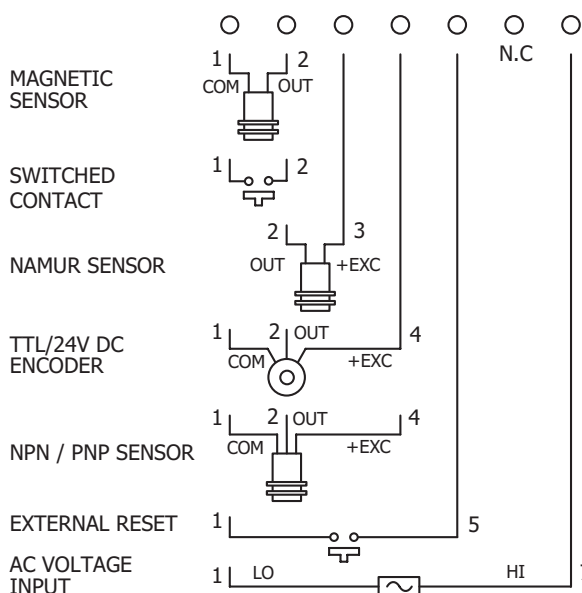 N.C
1 2
MAGNETIC COM OUT
SENSOR
1 2
SWITCHED
CONTACT
2 3
NAMUR SENSOR OUT +EXC
1 2 OUT 4
TTL/24V DC COM +EXC
ENCODER
1 2 OUT 4
NPN / PNP SENSOR COM +EXC
EXTERNAL RESET 1 5
AC VOLTAGE 1 LO HI
INPUT